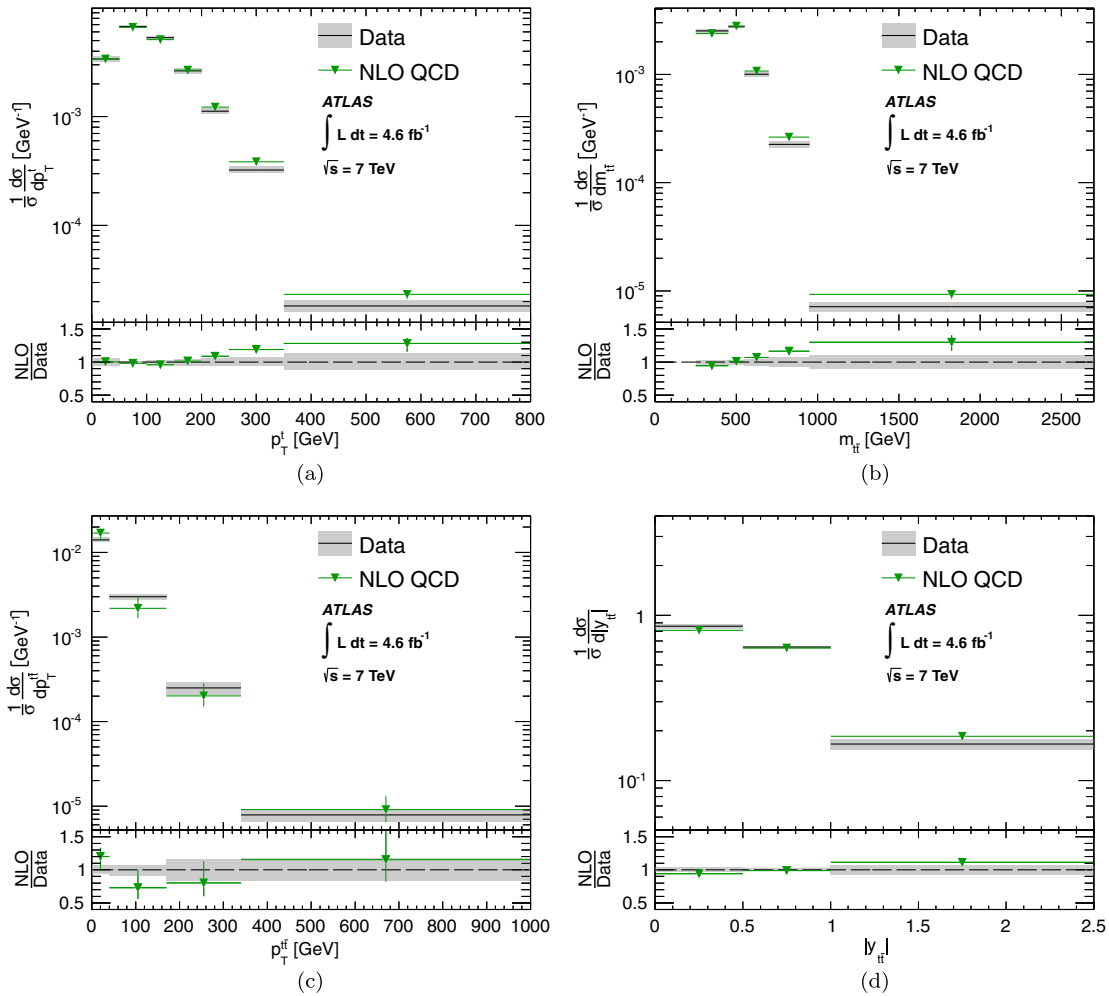 Data
NLO QCD
ATLAS
∫ L dt = 4.6 fb⁻¹
√s = 7 TeV
1/σ dσ/dp_T^t [GeV⁻¹]
10⁻³
10⁻⁴
NLO/Data
1.5
1
0.5
0 100 200 300 400 500 600 700 800
p_T^t [GeV]
(a)
Data
NLO QCD
ATLAS
∫ L dt = 4.6 fb⁻¹
√s = 7 TeV
1/σ dσ/dm_tt̄ [GeV⁻¹]
10⁻³
10⁻⁴
10⁻⁵
NLO/Data
1.5
1
0.5
0 500 1000 1500 2000 2500
m_tt̄ [GeV]
(b)
Data
NLO QCD
ATLAS
∫ L dt = 4.6 fb⁻¹
√s = 7 TeV
1/σ dσ/dp_T^tt̄ [GeV⁻¹]
10⁻²
10⁻³
10⁻⁴
10⁻⁵
NLO/Data
1.5
1
0.5
0 100 200 300 400 500 600 700 800 900 1000
p_T^tt̄ [GeV]
(c)
Data
NLO QCD
ATLAS
∫ L dt = 4.6 fb⁻¹
√s = 7 TeV
1/σ dσ/d|y_tt̄|
1
10⁻¹
NLO/Data
1.5
1
0.5
0 0.5 1 1.5 2 2.5
|y_tt̄|
(d)